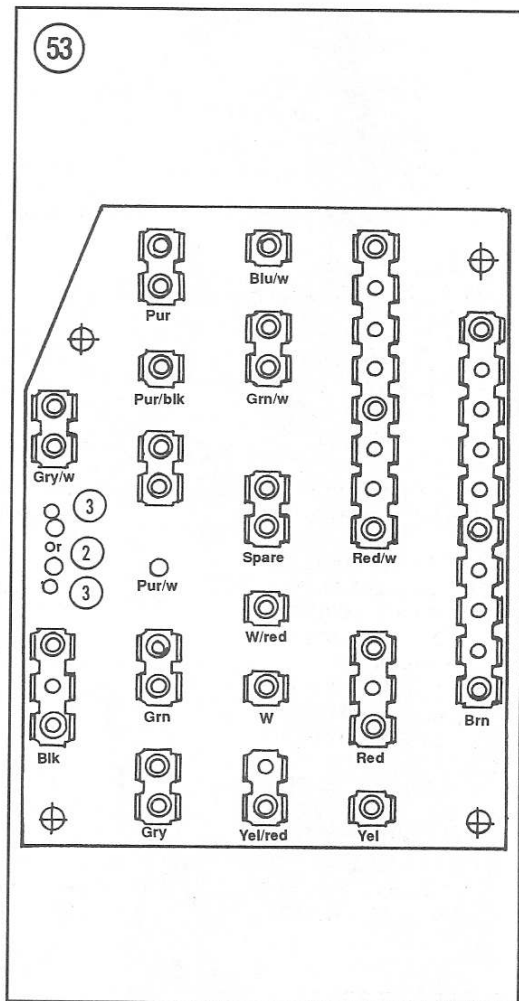 53
Pur
Blu/w
Pur/blk
Grn/w
Gry/w
3
Or
2
3
Pur/w
Spare
Red/w
W/red
Blk
Grn
W
Red
Brn
Gry
Yel/red
Yel